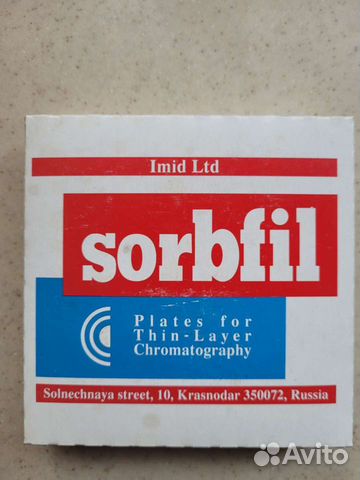 Imid Ltd
sorbfil
Plates for
Thin-Layer
Chromatography
Solnechnaya street, 10, Krasnodar 350072, Russia
Avito